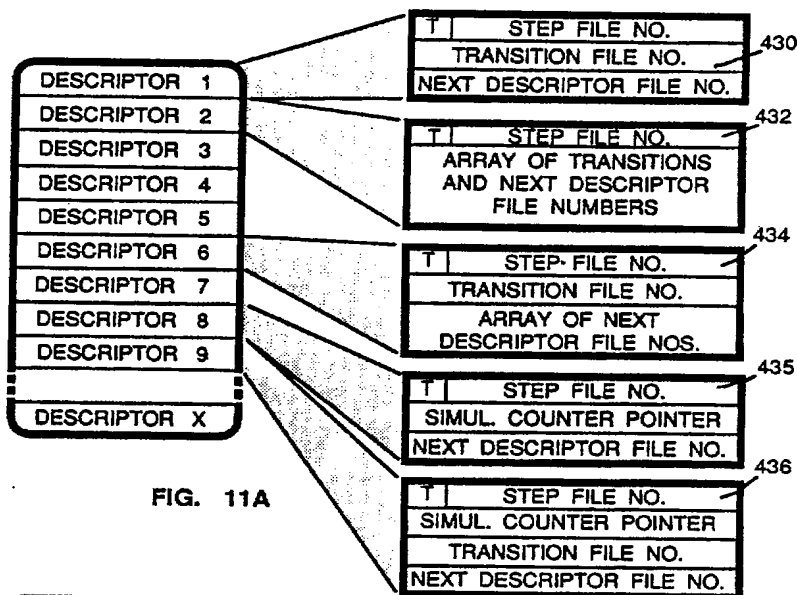 DESCRIPTOR 1
DESCRIPTOR 2
DESCRIPTOR 3
DESCRIPTOR 4
DESCRIPTOR 5
DESCRIPTOR 6
DESCRIPTOR 7
DESCRIPTOR 8
DESCRIPTOR 9
DESCRIPTOR X
FIG. 11A
T STEP FILE NO.
TRANSITION FILE NO.
NEXT DESCRIPTOR FILE NO.
430
T STEP FILE NO.
ARRAY OF TRANSITIONS
AND NEXT DESCRIPTOR
FILE NUMBERS
432
T STEP FILE NO.
TRANSITION FILE NO.
ARRAY OF NEXT
DESCRIPTOR FILE NOS.
434
T STEP FILE NO.
SIMUL. COUNTER POINTER
NEXT DESCRIPTOR FILE NO.
435
T STEP FILE NO.
SIMUL. COUNTER POINTER
TRANSITION FILE NO.
NEXT DESCRIPTOR FILE NO.
436